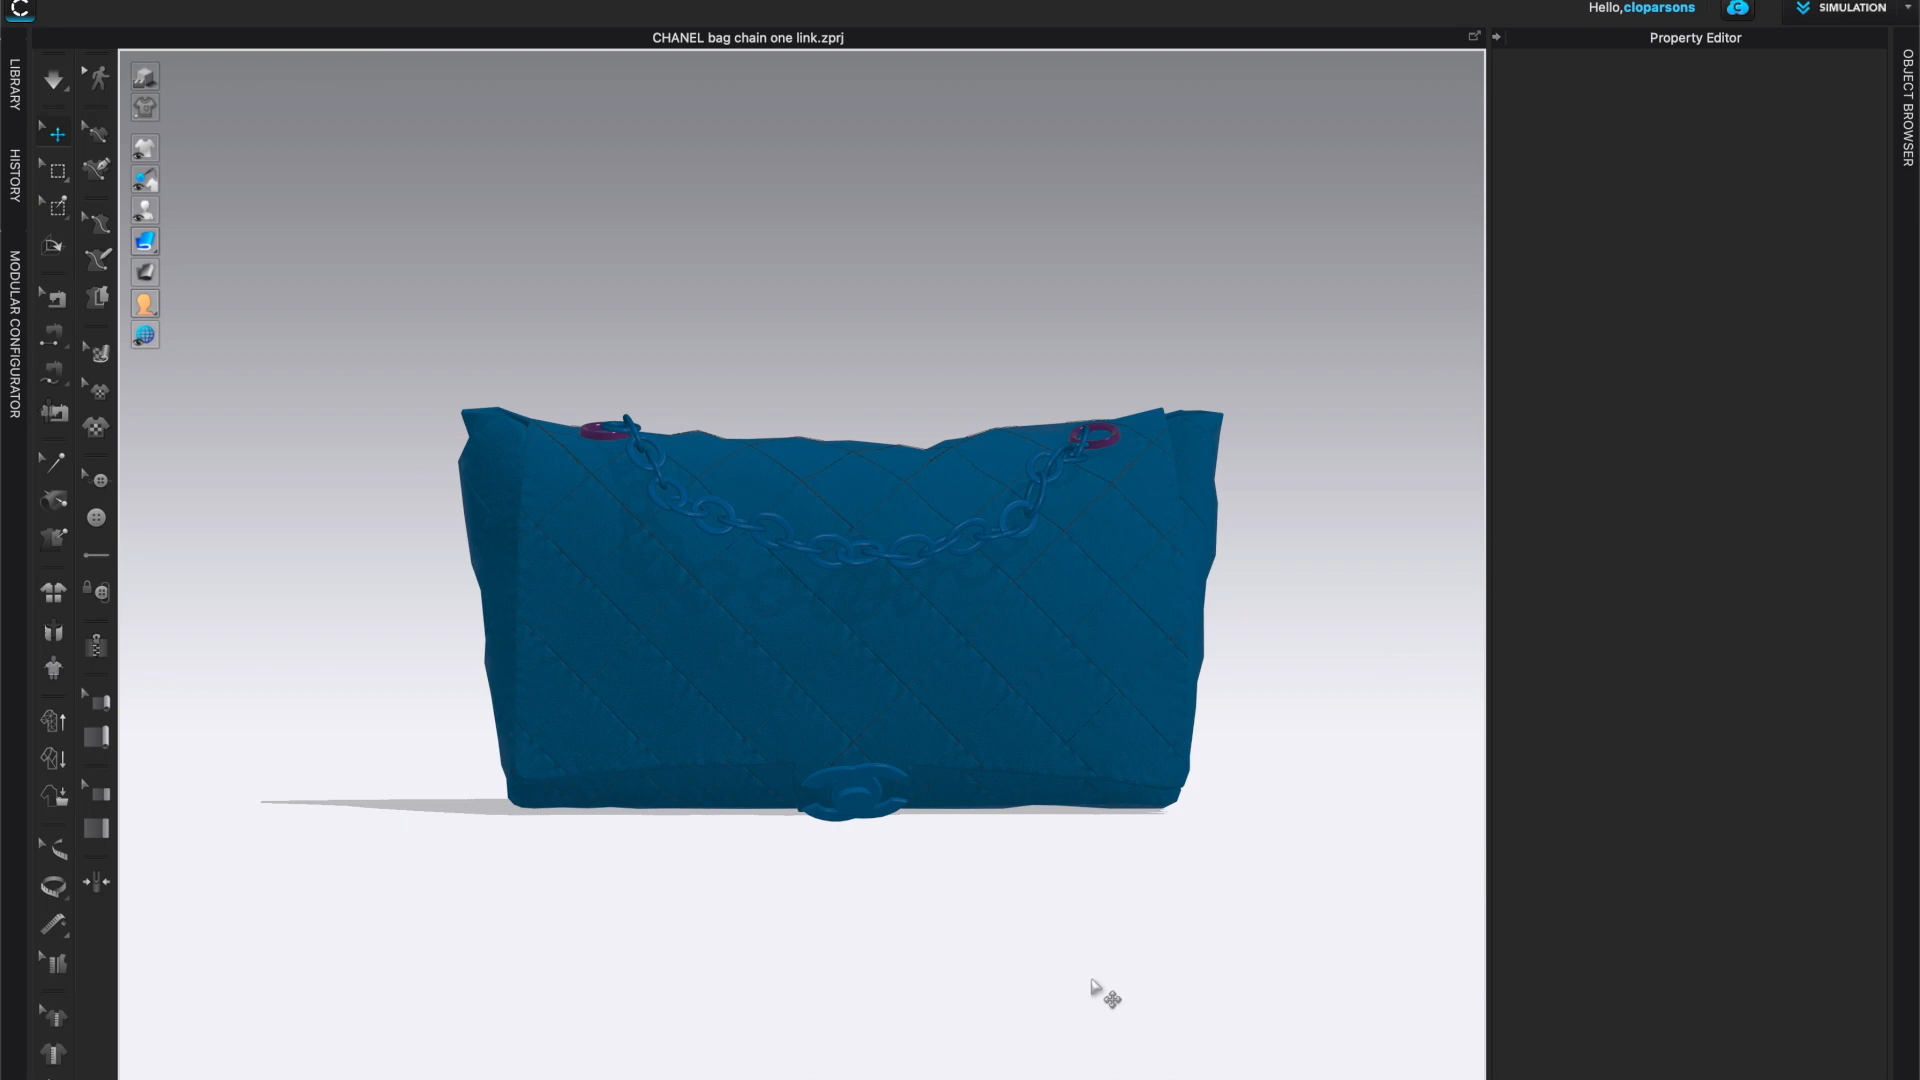 Hello,cloparsons
SIMULATION
CHANEL bag chain one link.zprj
Property Editor
LIBRARY
HISTORY
MODULAR CONFIGURATOR
OBJECT BROWSER